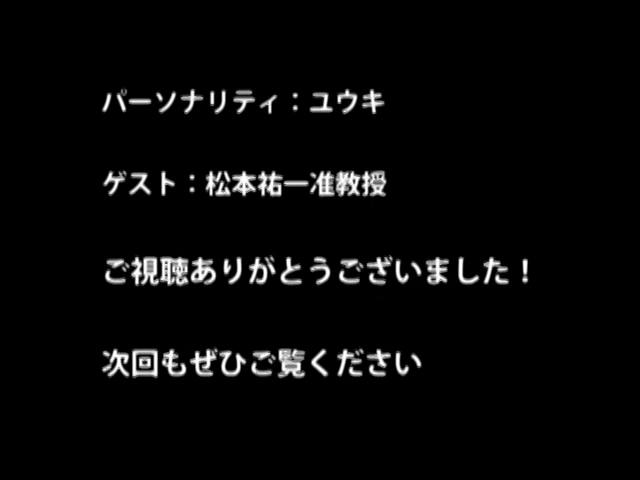 パーソナリティ：ユウキ
ゲスト：松本祐一准教授
ご視聴ありがとうございました！
次回もぜひご覧ください